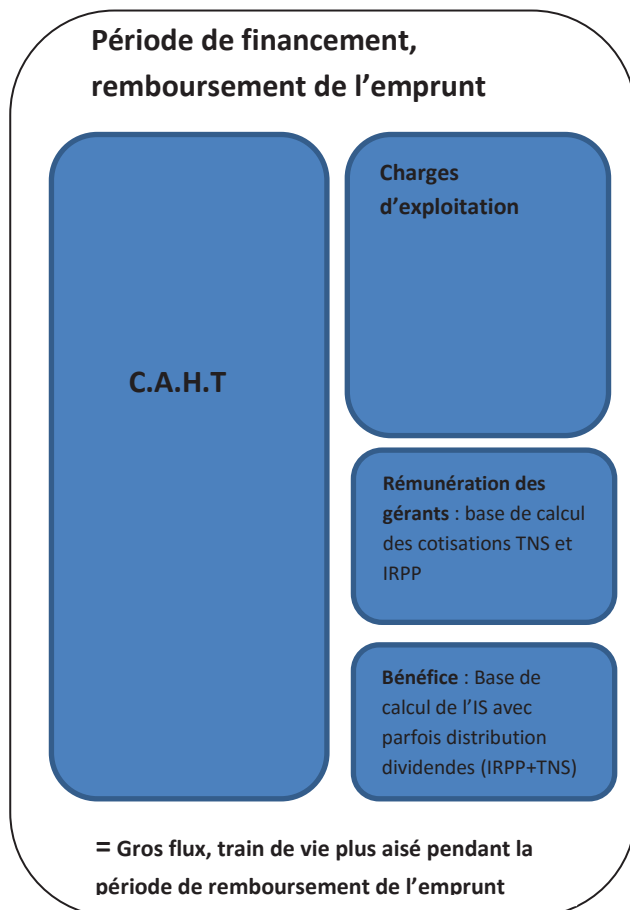 Période de financement,
remboursement de l’emprunt
Charges
d’exploitation
C.A.H.T
Rémunération des
gérants : base de calcul
des cotisations TNS et
IRPP
Bénéfice : Base de
calcul de l’IS avec
parfois distribution
dividendes (IRPP+TNS)
= Gros flux, train de vie plus aisé pendant la
période de remboursement de l’emprunt